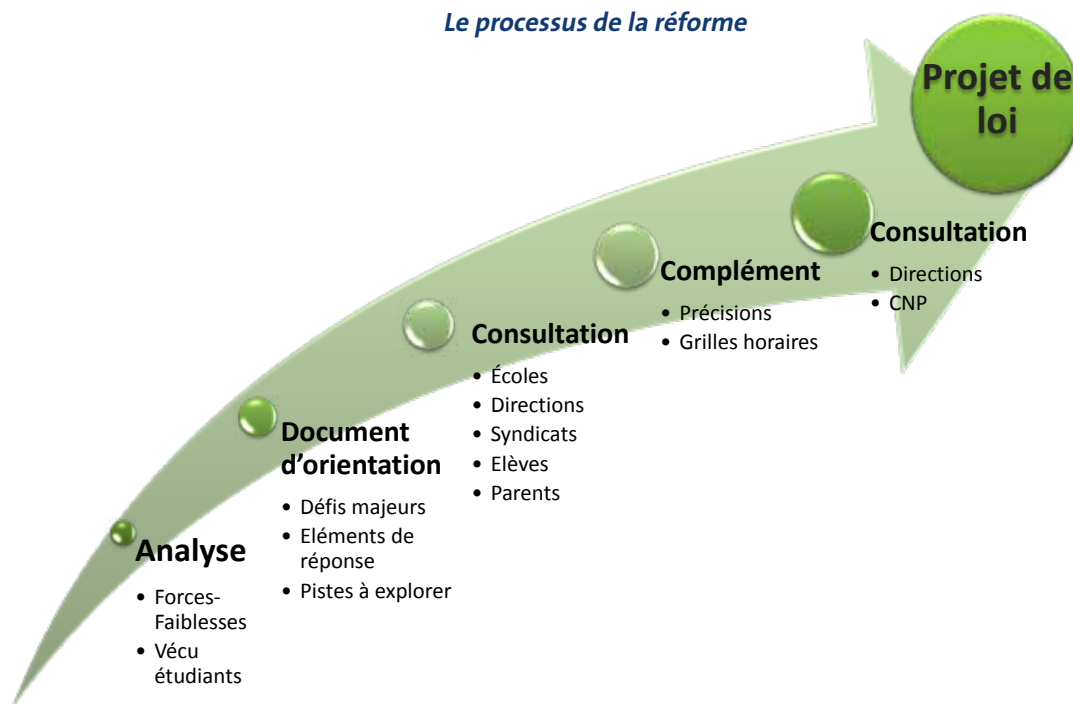 Le processus de la réforme
Analyse
• Forces-
Faiblesses
• Vécu
étudiants
Document
d'orientation
• Défis majeurs
• Eléments de
réponse
• Pistes à explorer
Consultation
• Écoles
• Directions
• Syndicats
• Elèves
• Parents
Complément
• Précisions
• Grilles horaires
Consultation
• Directions
• CNP
Projet de
loi